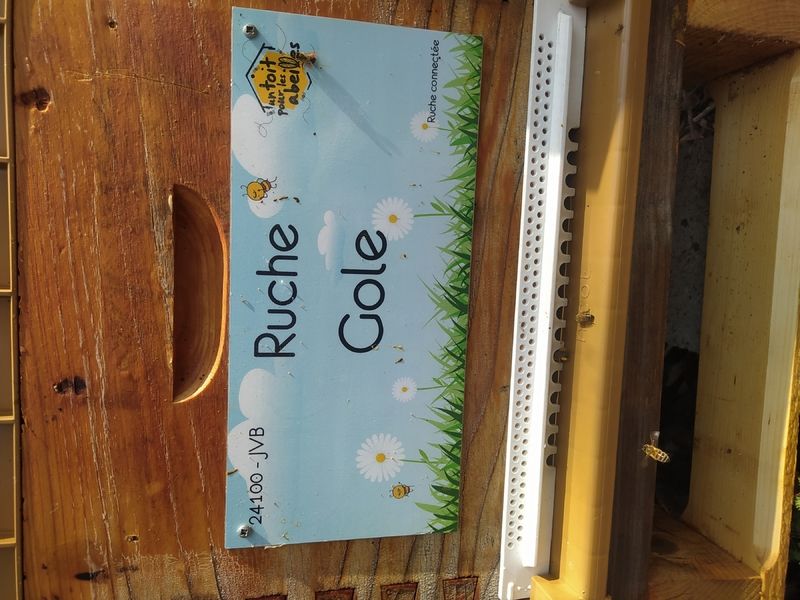 24100 - JVB
un toit
pour les
abeilles
Ruche
Gole
Ruche connectée